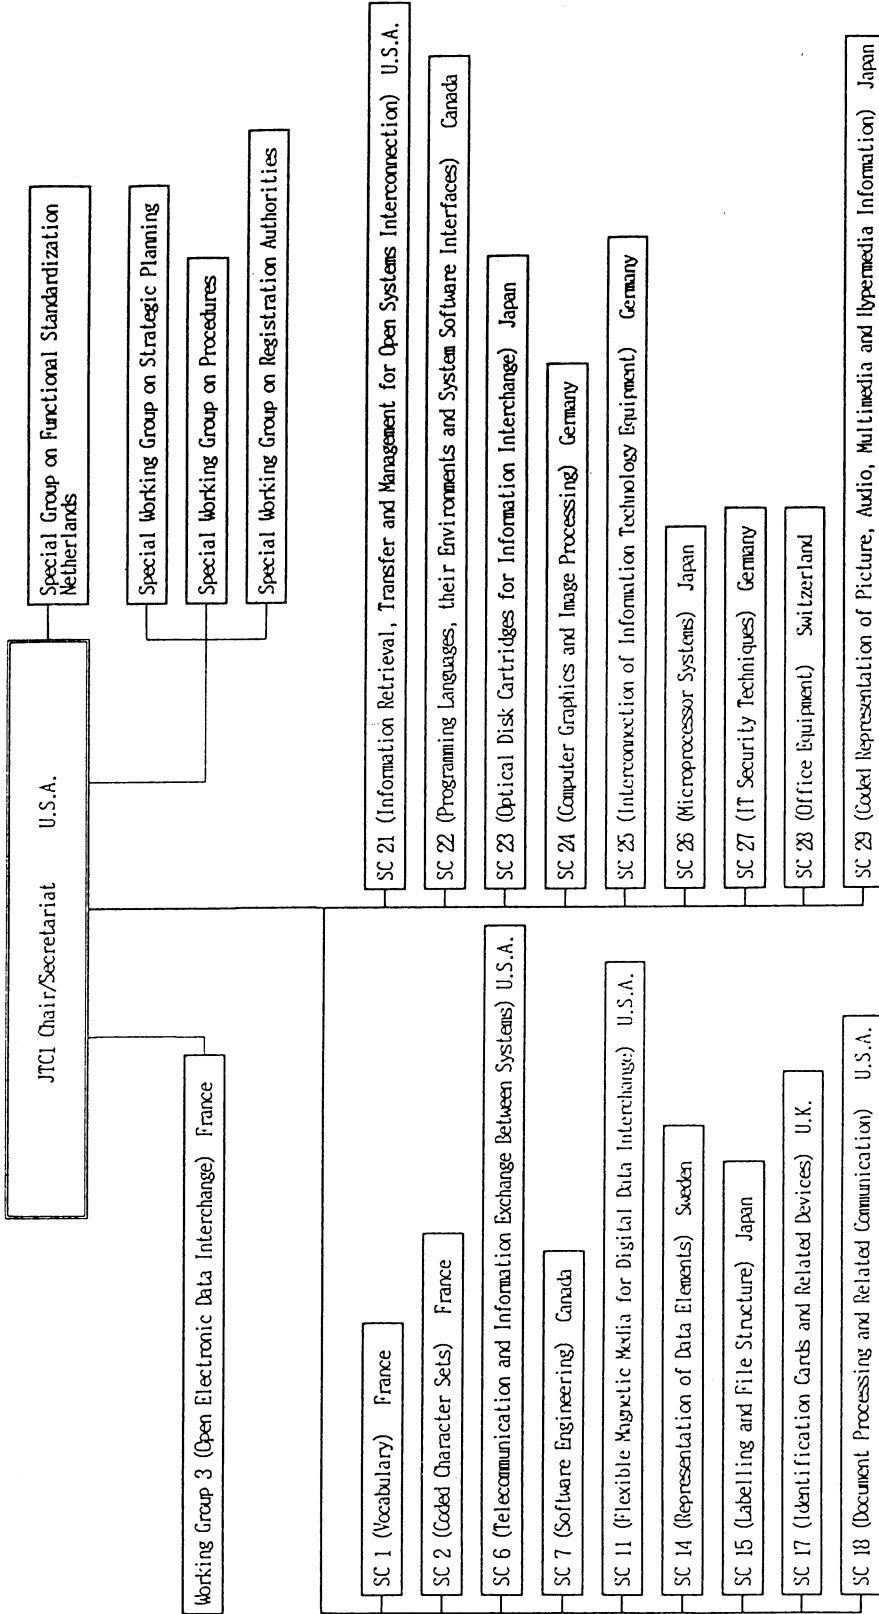 JTC1 Chair/Secretariat U.S.A.
Special Group on Functional Standardization
Netherlands
Special Working Group on Strategic Planning
Special Working Group on Procedures
Special Working Group on Registration Authorities
Working Group 3 (Open Electronic Data Interchange) France
SC 1 (Vocabulary) France
SC 2 (Coded Character Sets) France
SC 6 (Telecommunication and Information Exchange Between Systems) U.S.A.
SC 7 (Software Engineering) Canada
SC 11 (Flexible Magnetic Media for Digital Data Interchange) U.S.A.
SC 14 (Representation of Data Elements) Sweden
SC 15 (Labelling and File Structure) Japan
SC 17 (Identification Cards and Related Devices) U.K.
SC 18 (Document Processing and Related Communication) U.S.A.
SC 21 (Information Retrieval, Transfer and Management for Open Systems Interconnection) U.S.A.
SC 22 (Programming Languages, their Environments and System Software Interfaces) Canada
SC 23 (Optical Disk Cartridges for Information Interchange) Japan
SC 24 (Computer Graphics and Image Processing) Germany
SC 25 (Interconnection of Information Technology Equipment) Germany
SC 26 (Microprocessor Systems) Japan
SC 27 (IT Security Techniques) Germany
SC 28 (Office Equipment) Switzerland
SC 29 (Coded Representation of Picture, Audio, Multimedia and Hypermedia Information) Japan